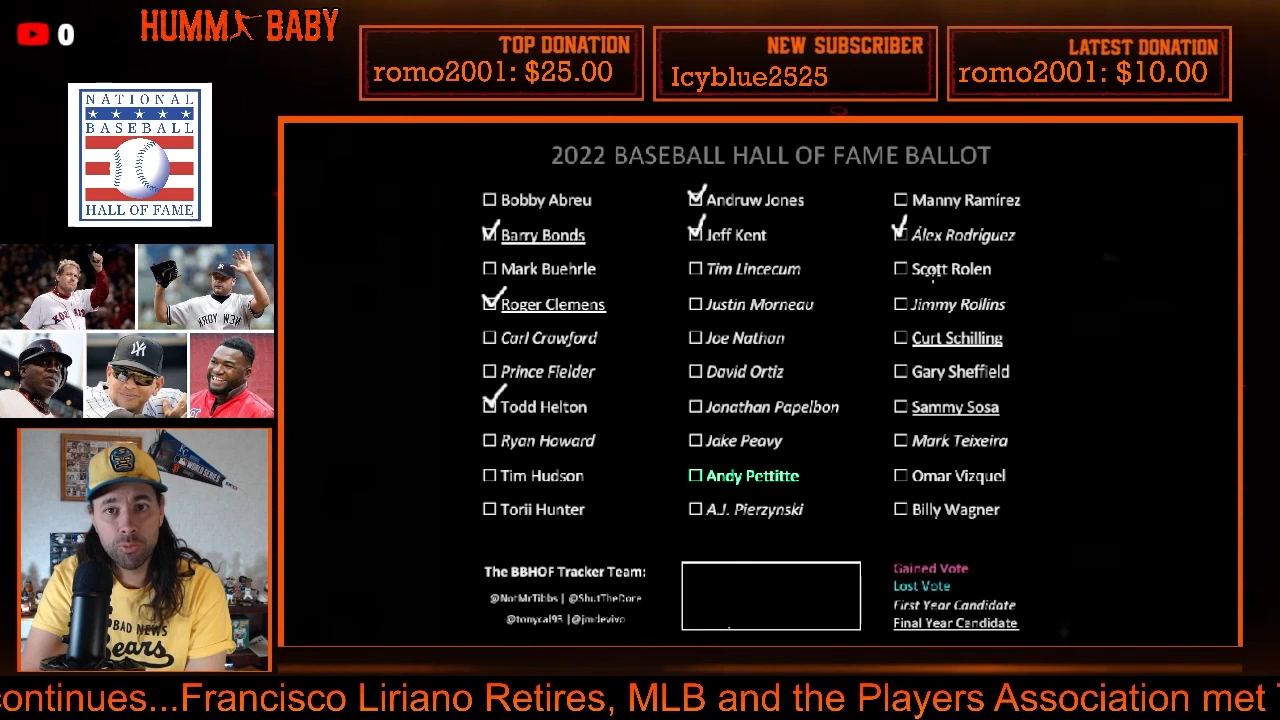 0
HUMM BABY
TOP DONATION
romo2001: $25.00
NEW SUBSCRIBER
Icyblue2525
LATEST DONATION
romo2001: $10.00
NATIONAL
BASEBALL
HALL OF FAME
2022 BASEBALL HALL OF FAME BALLOT
Bobby Abreu
Barry Bonds
Mark Buehrle
Roger Clemens
Carl Crawford
Prince Fielder
Todd Helton
Ryan Howard
Tim Hudson
Torii Hunter
Andruw Jones
Jeff Kent
Tim Lincecum
Justin Morneau
Joe Nathan
David Ortiz
Jonathan Papelbon
Jake Peavy
Andy Pettitte
A.J. Pierzynski
Manny Ramírez
Álex Rodríguez
Scott Rolen
Jimmy Rollins
Curt Schilling
Gary Sheffield
Sammy Sosa
Mark Teixeira
Omar Vizquel
Billy Wagner
The BBHOF Tracker Team:
@NotMrTibbs | @ShutTheDore
@tonycal93 | @jmdevivo
Gained Vote
Lost Vote
First Year Candidate
Final Year Candidate
WORLD SERIES
BAD NEWS
Bears
continues...Francisco Liriano Retires, MLB and the Players Association met